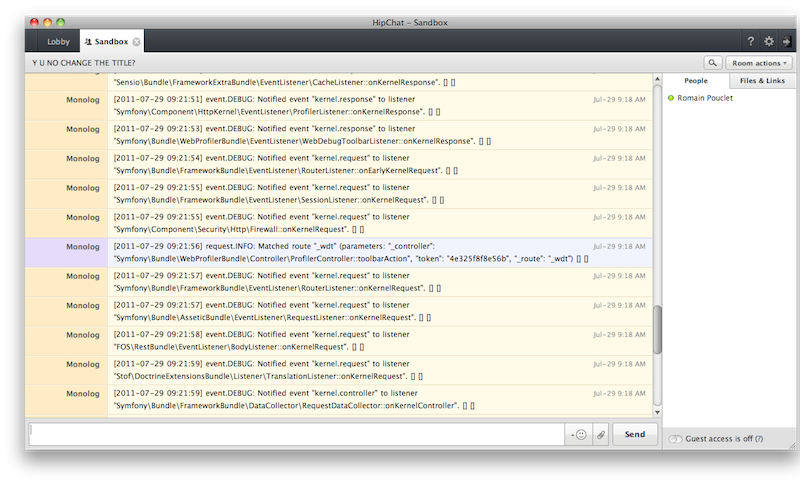 HipChat – Sandbox
Lobby
Sandbox
?
Y U NO CHANGE THE TITLE?
Room actions
People
Files & Links
Romain Pouclet
"Sensio\Bundle\FrameworkExtraBundle\EventListener\CacheListener::onKernelResponse". [] []
Monolog
[2011-07-29 09:21:51] event.DEBUG: Notified event "kernel.response" to listener
Jul-29 9:18 AM
"Symfony\Component\HttpKernel\EventListener\ProfilerListener::onKernelResponse". [] []
Monolog
[2011-07-29 09:21:53] event.DEBUG: Notified event "kernel.response" to listener
Jul-29 9:18 AM
"Symfony\Bundle\WebProfilerBundle\EventListener\WebDebugToolbarListener::onKernelResponse". [] []
Monolog
[2011-07-29 09:21:54] event.DEBUG: Notified event "kernel.request" to listener
Jul-29 9:18 AM
"Symfony\Bundle\FrameworkBundle\EventListener\RouterListener::onEarlyKernelRequest". [] []
Monolog
[2011-07-29 09:21:55] event.DEBUG: Notified event "kernel.request" to listener
Jul-29 9:18 AM
"Symfony\Bundle\FrameworkBundle\EventListener\SessionListener::onKernelRequest". [] []
Monolog
[2011-07-29 09:21:55] event.DEBUG: Notified event "kernel.request" to listener
Jul-29 9:18 AM
"Symfony\Component\Security\Http\Firewall::onKernelRequest". [] []
Monolog
[2011-07-29 09:21:56] request.INFO: Matched route "_wdt" (parameters: "_controller":
Jul-29 9:18 AM
"Symfony\Bundle\WebProfilerBundle\Controller\ProfilerController::toolbarAction", "token": "4e325f8f8e56b", "_route": "_wdt") [] []
Monolog
[2011-07-29 09:21:57] event.DEBUG: Notified event "kernel.request" to listener
Jul-29 9:18 AM
"Symfony\Bundle\FrameworkBundle\EventListener\RouterListener::onKernelRequest". [] []
Monolog
[2011-07-29 09:21:57] event.DEBUG: Notified event "kernel.request" to listener
Jul-29 9:18 AM
"Symfony\Bundle\AsseticBundle\EventListener\RequestListener::onKernelRequest". [] []
Monolog
[2011-07-29 09:21:58] event.DEBUG: Notified event "kernel.request" to listener
Jul-29 9:18 AM
"FOS\RestBundle\EventListener\BodyListener::onKernelRequest". [] []
Monolog
[2011-07-29 09:21:59] event.DEBUG: Notified event "kernel.request" to listener
Jul-29 9:18 AM
"Stof\DoctrineExtensionsBundle\Listener\TranslationListener::onKernelRequest". [] []
Monolog
[2011-07-29 09:21:59] event.DEBUG: Notified event "kernel.controller" to listener
Jul-29 9:18 AM
"Symfony\Bundle\FrameworkBundle\DataCollector\RequestDataCollector::onKernelController". [] []
Send
Guest access is off (?)